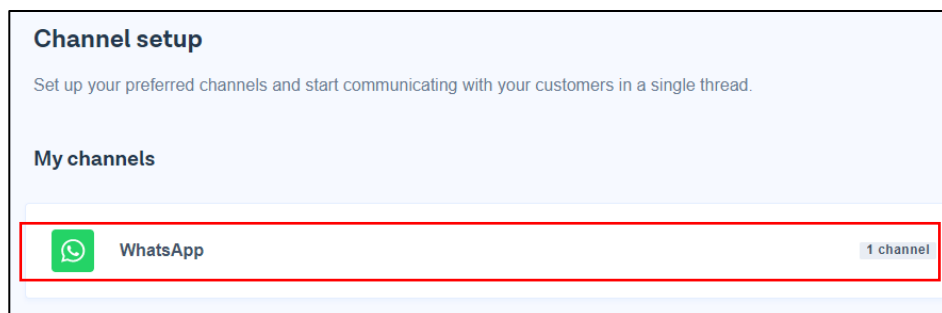 Channel setup
Set up your preferred channels and start communicating with your customers in a single thread.
My channels
WhatsApp
1 channel